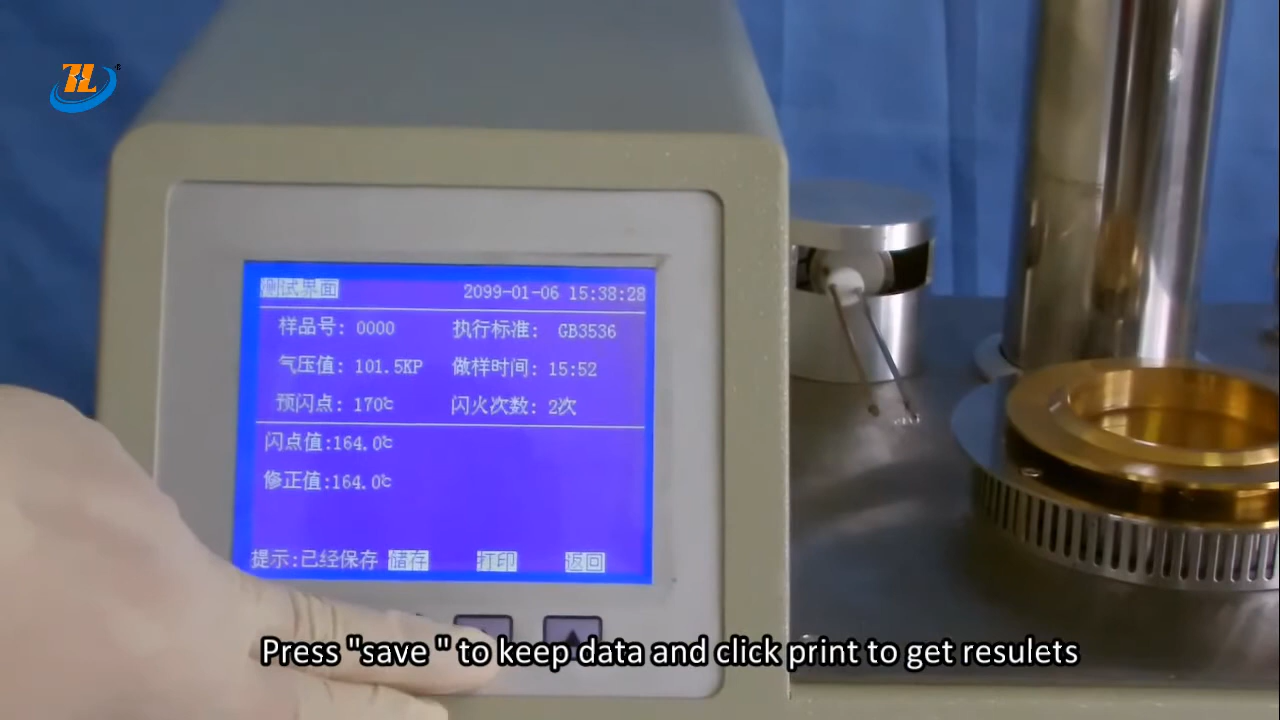 ZL
测试界面 2099-01-06 15:38:28
样品号: 0000 执行标准: GB3536
气压值: 101.5KP 做样时间: 15:52
预闪点: 170℃ 闪火次数: 2次
闪点值:164.0℃
修正值:164.0℃
提示:已经保存 储存 打印 返回
Press "save " to keep data and click print to get resulets